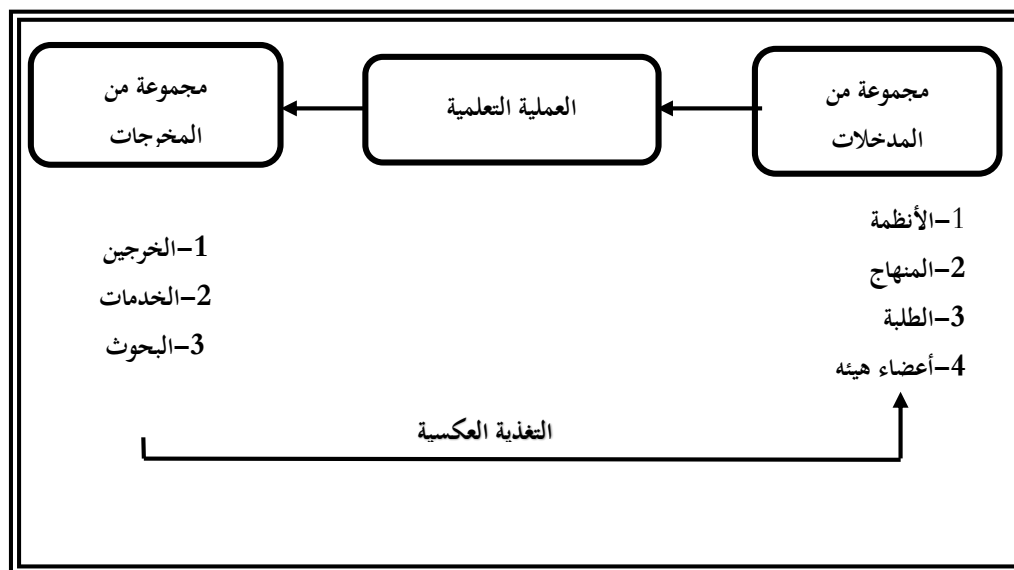 مجموعة من
المدخلات
العملية التعلمية
مجموعة من
المخرجات
1–الأنظمة
2–المنهاج
3–الطلبة
4–أعضاء هيئه
1–الخرجين
2–الخدمات
3–البحوث
التغذية العكسية